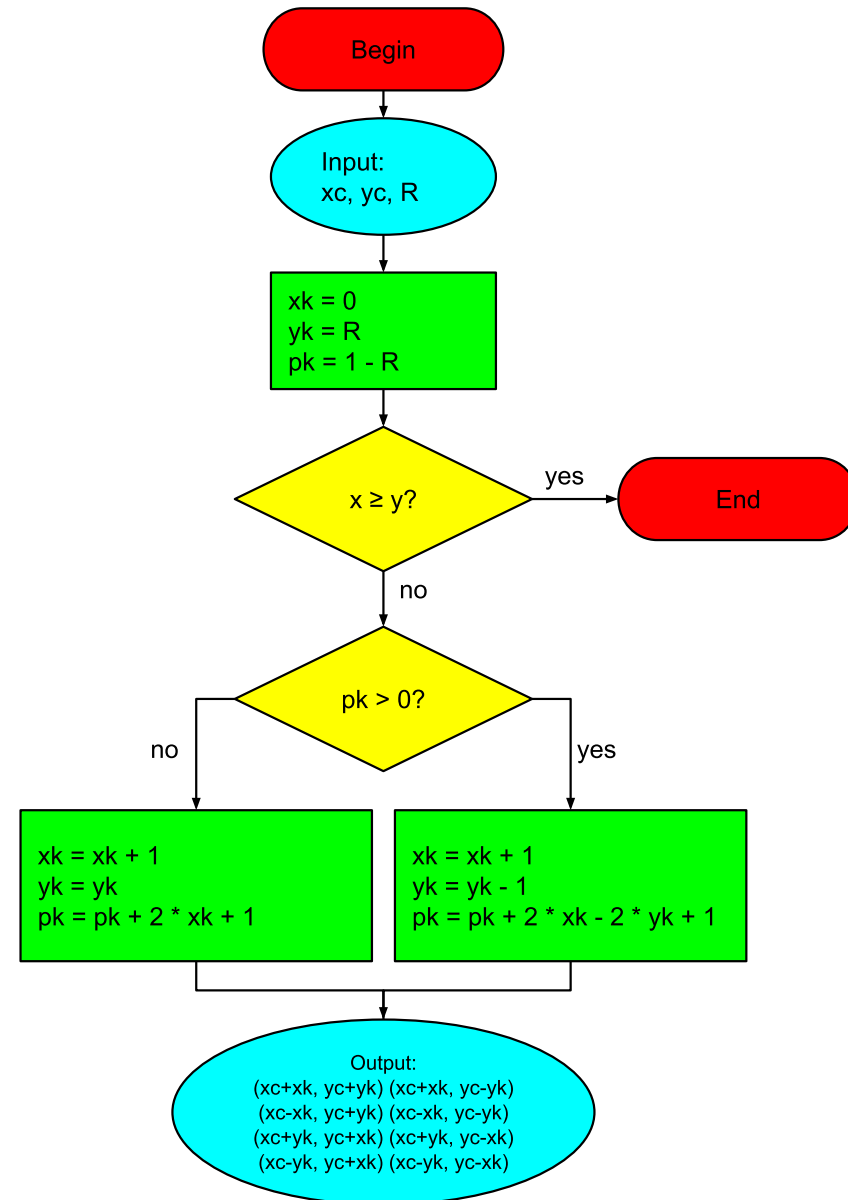 Begin
Input:
xc, yc, R
xk = 0
yk = R
pk = 1 - R
x ≥ y?
yes
End
no
pk > 0?
no
yes
xk = xk + 1
yk = yk
pk = pk + 2 * xk + 1
xk = xk + 1
yk = yk - 1
pk = pk + 2 * xk - 2 * yk + 1
Output:
(xc+xk, yc+yk) (xc+xk, yc-yk)
(xc-xk, yc+yk) (xc-xk, yc-yk)
(xc+yk, yc+xk) (xc+yk, yc-xk)
(xc-yk, yc+xk) (xc-yk, yc-xk)